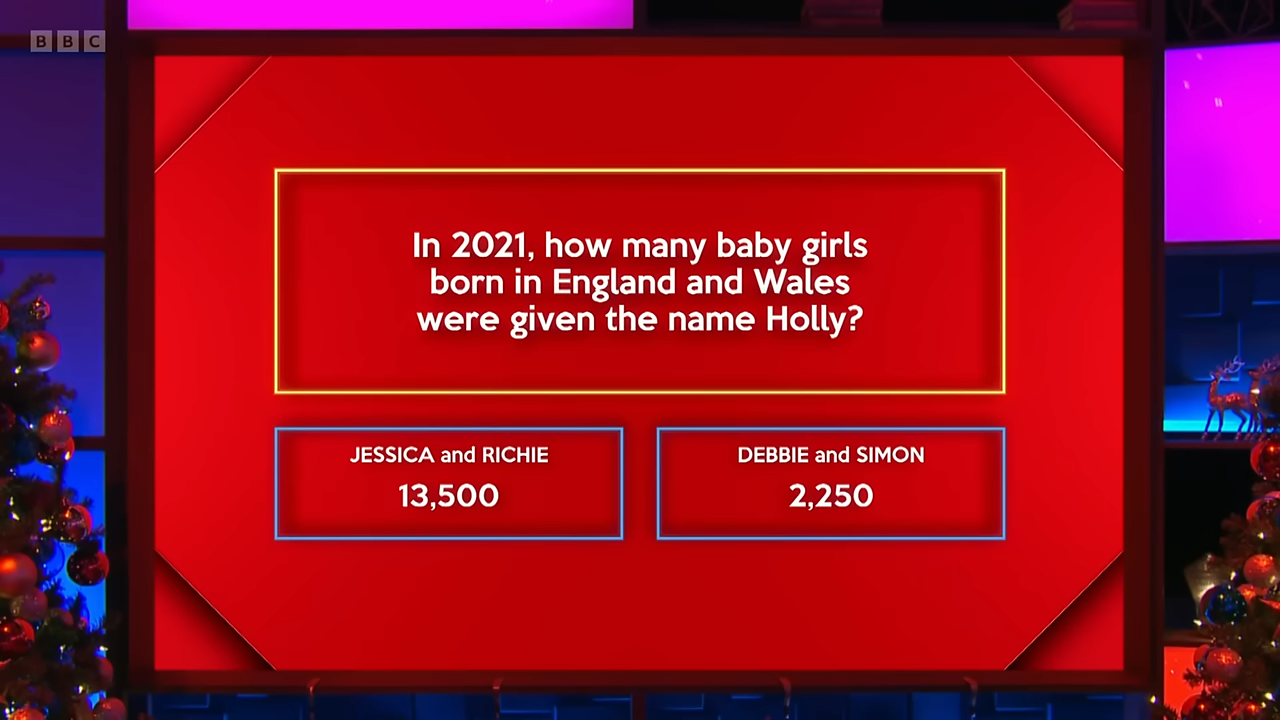 BBC
In 2021, how many baby girls
born in England and Wales
were given the name Holly?
JESSICA and RICHIE
DEBBIE and SIMON
13,500
2,250